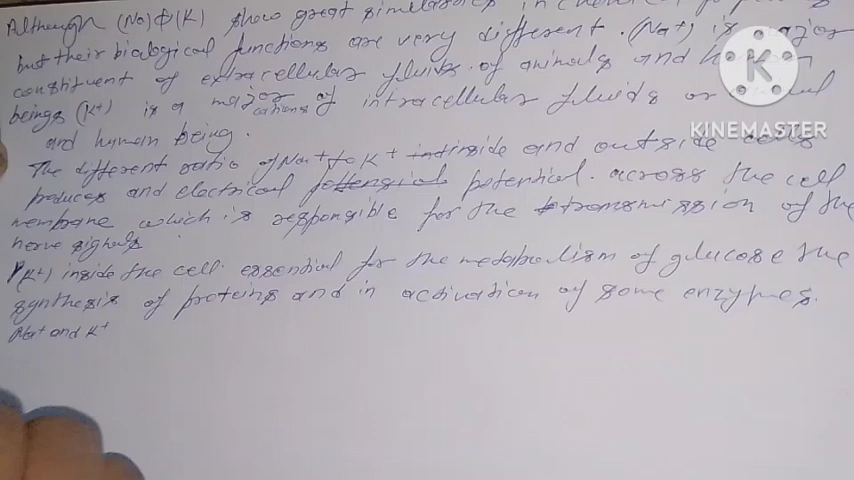 Although (Na) & (K) show great similarities in chemical
but their biological functions are very different. (Na+) is major
constituent of extracellular fluids of animals and human
beings (K+) is a major cations of intracellular fluids or
and human being.
The different ratio of Na+ to K+ inside and outside cells
produces and electrical potential across the cell
membrane which is responsible for the transmission of the
nerve signals
(K+) inside the cell essential for the metabolism of glucose the
synthesis of proteins and in activation of some enzymes.
Na+ and K+
K
KINEMASTER